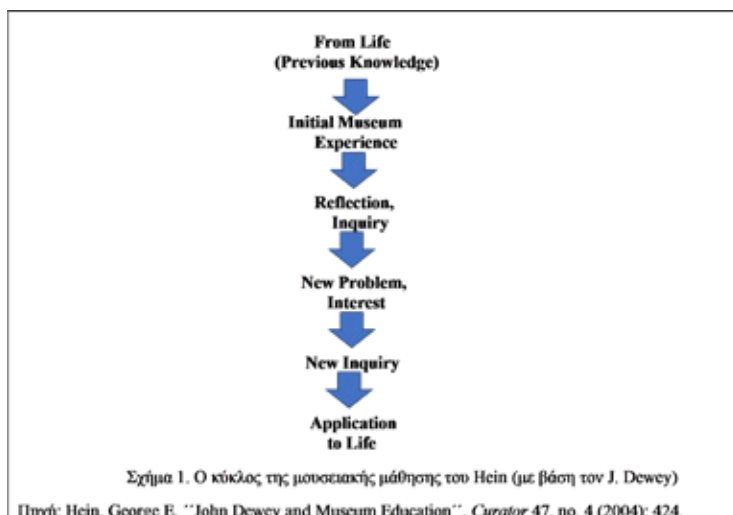 From Life
(Previous Knowledge)
Initial Museum
Experience
Reflection,
Inquiry
New Problem,
Interest
New Inquiry
Application
to Life
Σχήμα 1. Ο κύκλος της μουσειακής μάθησης του Hein (με βάση τον J. Dewey)
Πηγή: Hein, George E. ´´John Dewey and Museum Education´´, Curator 47, no. 4 (2004): 424.